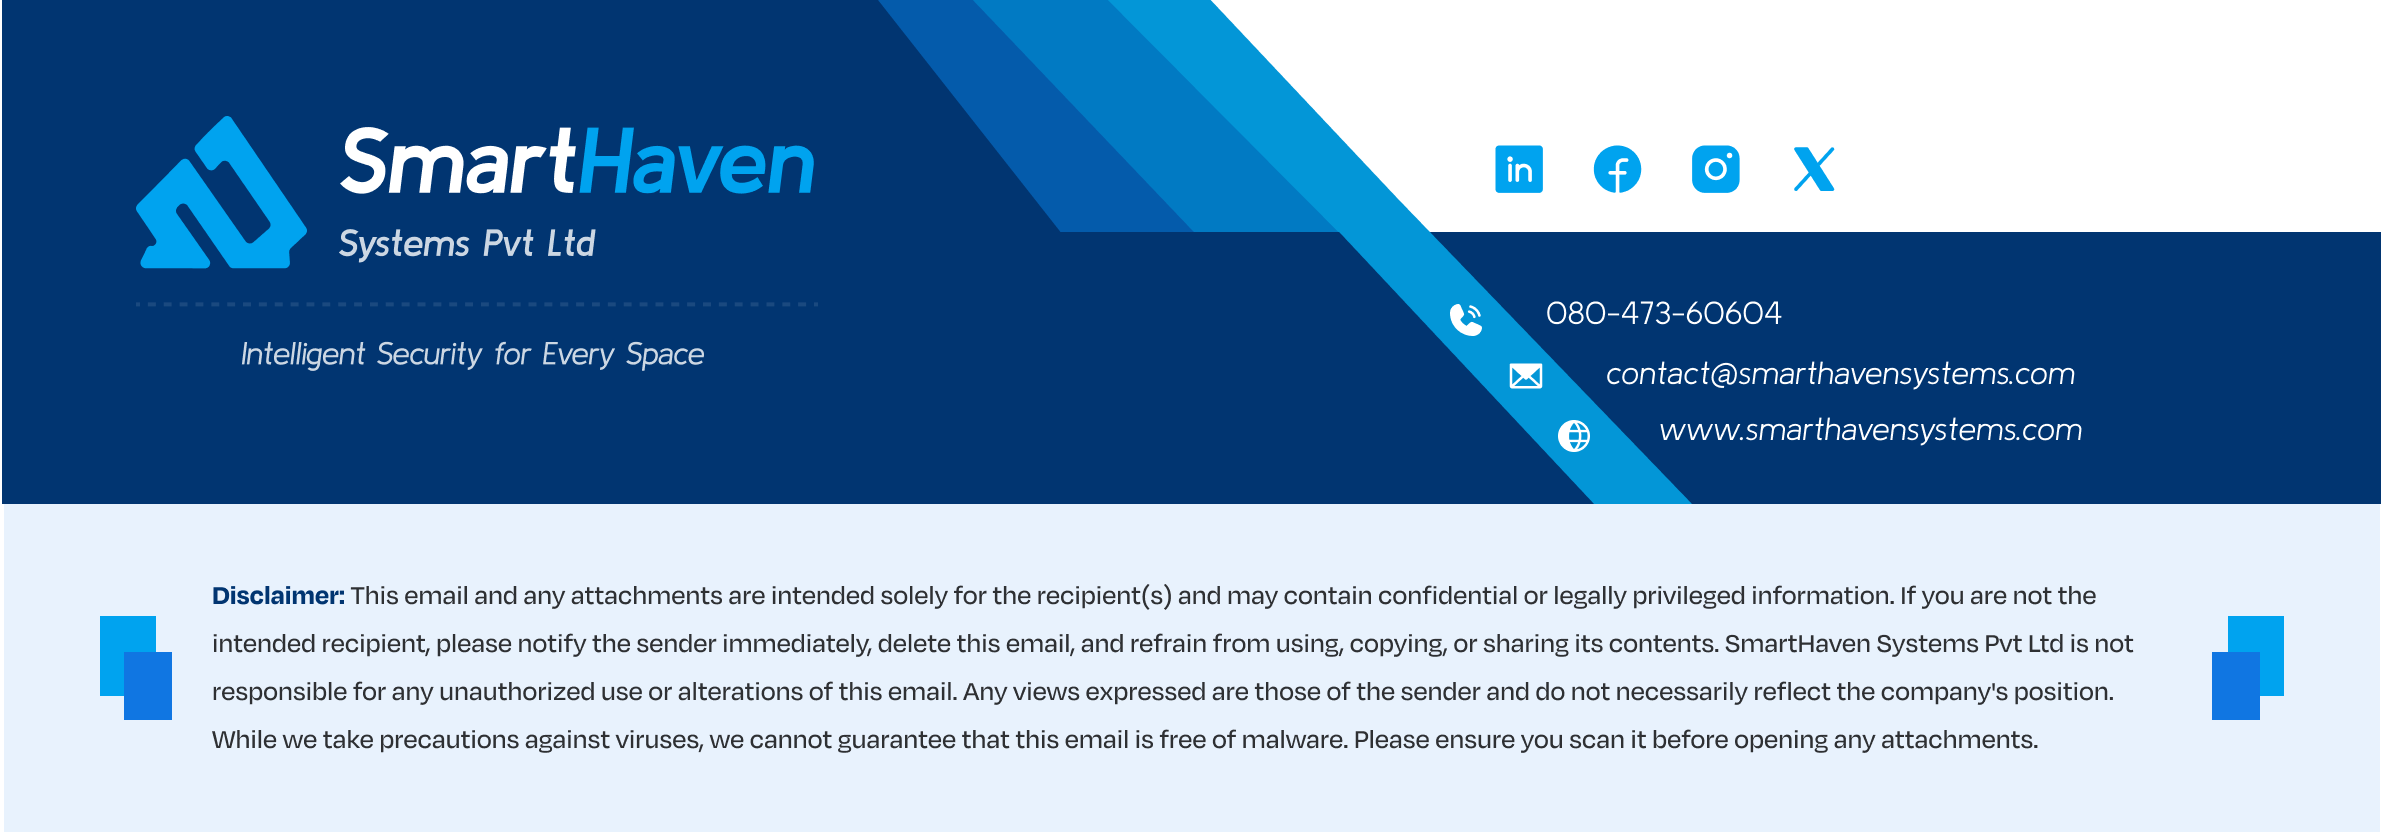 SmartHaven
Systems Pvt Ltd
Intelligent Security for Every Space
in
080-473-60604
contact@smarthavensystems.com
www.smarthavensystems.com
Disclaimer: This email and any attachments are intended solely for the recipient(s) and may contain confidential or legally privileged information. If you are not the
intended recipient, please notify the sender immediately, delete this email, and refrain from using, copying, or sharing its contents. SmartHaven Systems Pvt Ltd is not
responsible for any unauthorized use or alterations of this email. Any views expressed are those of the sender and do not necessarily reflect the company's position.
While we take precautions against viruses, we cannot guarantee that this email is free of malware. Please ensure you scan it before opening any attachments.